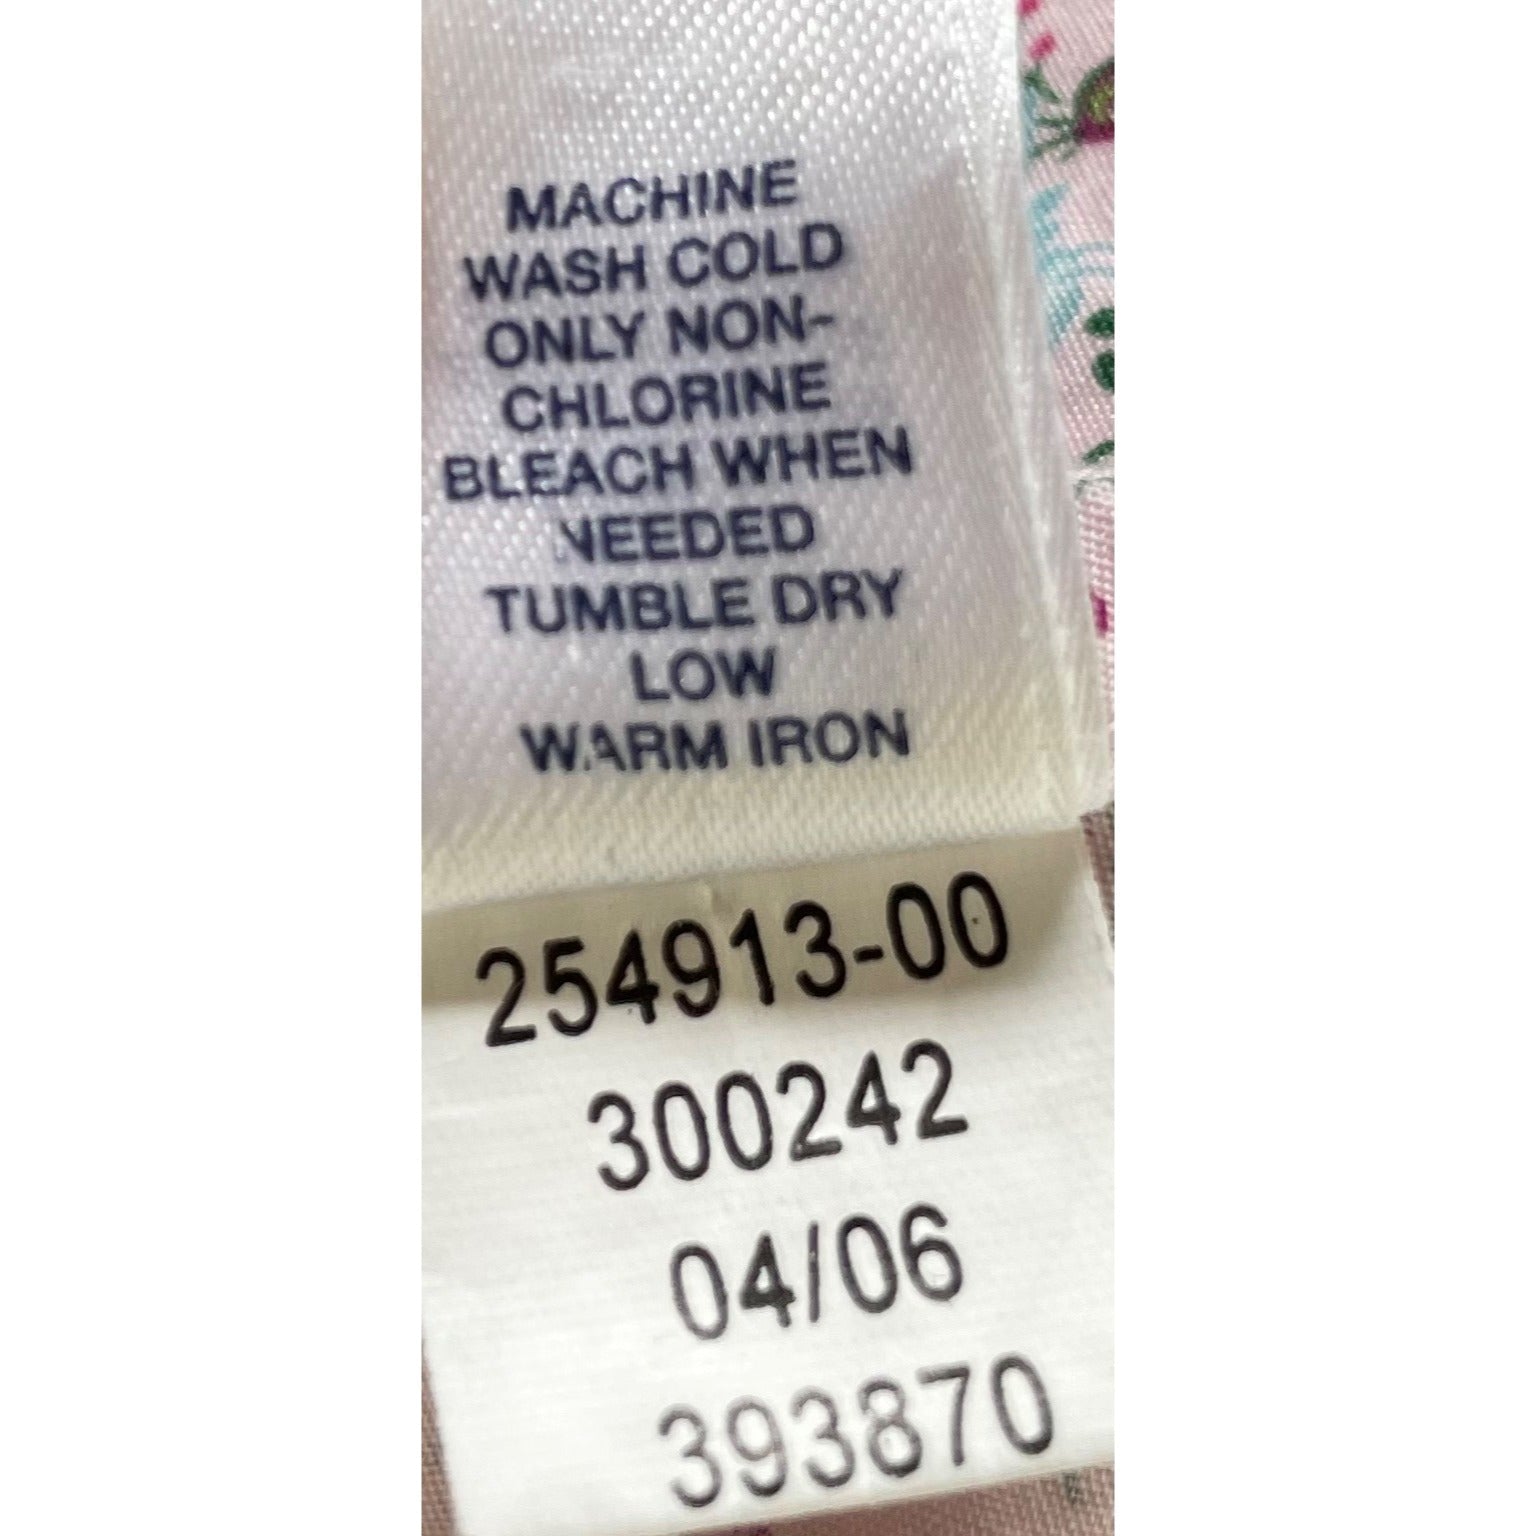 MACHINE
WASH COLD
ONLY NON-
CHLORINE
BLEACH WHEN
NEEDED
TUMBLE DRY
LOW
WARM IRON
254913-00
300242
04/06
393870